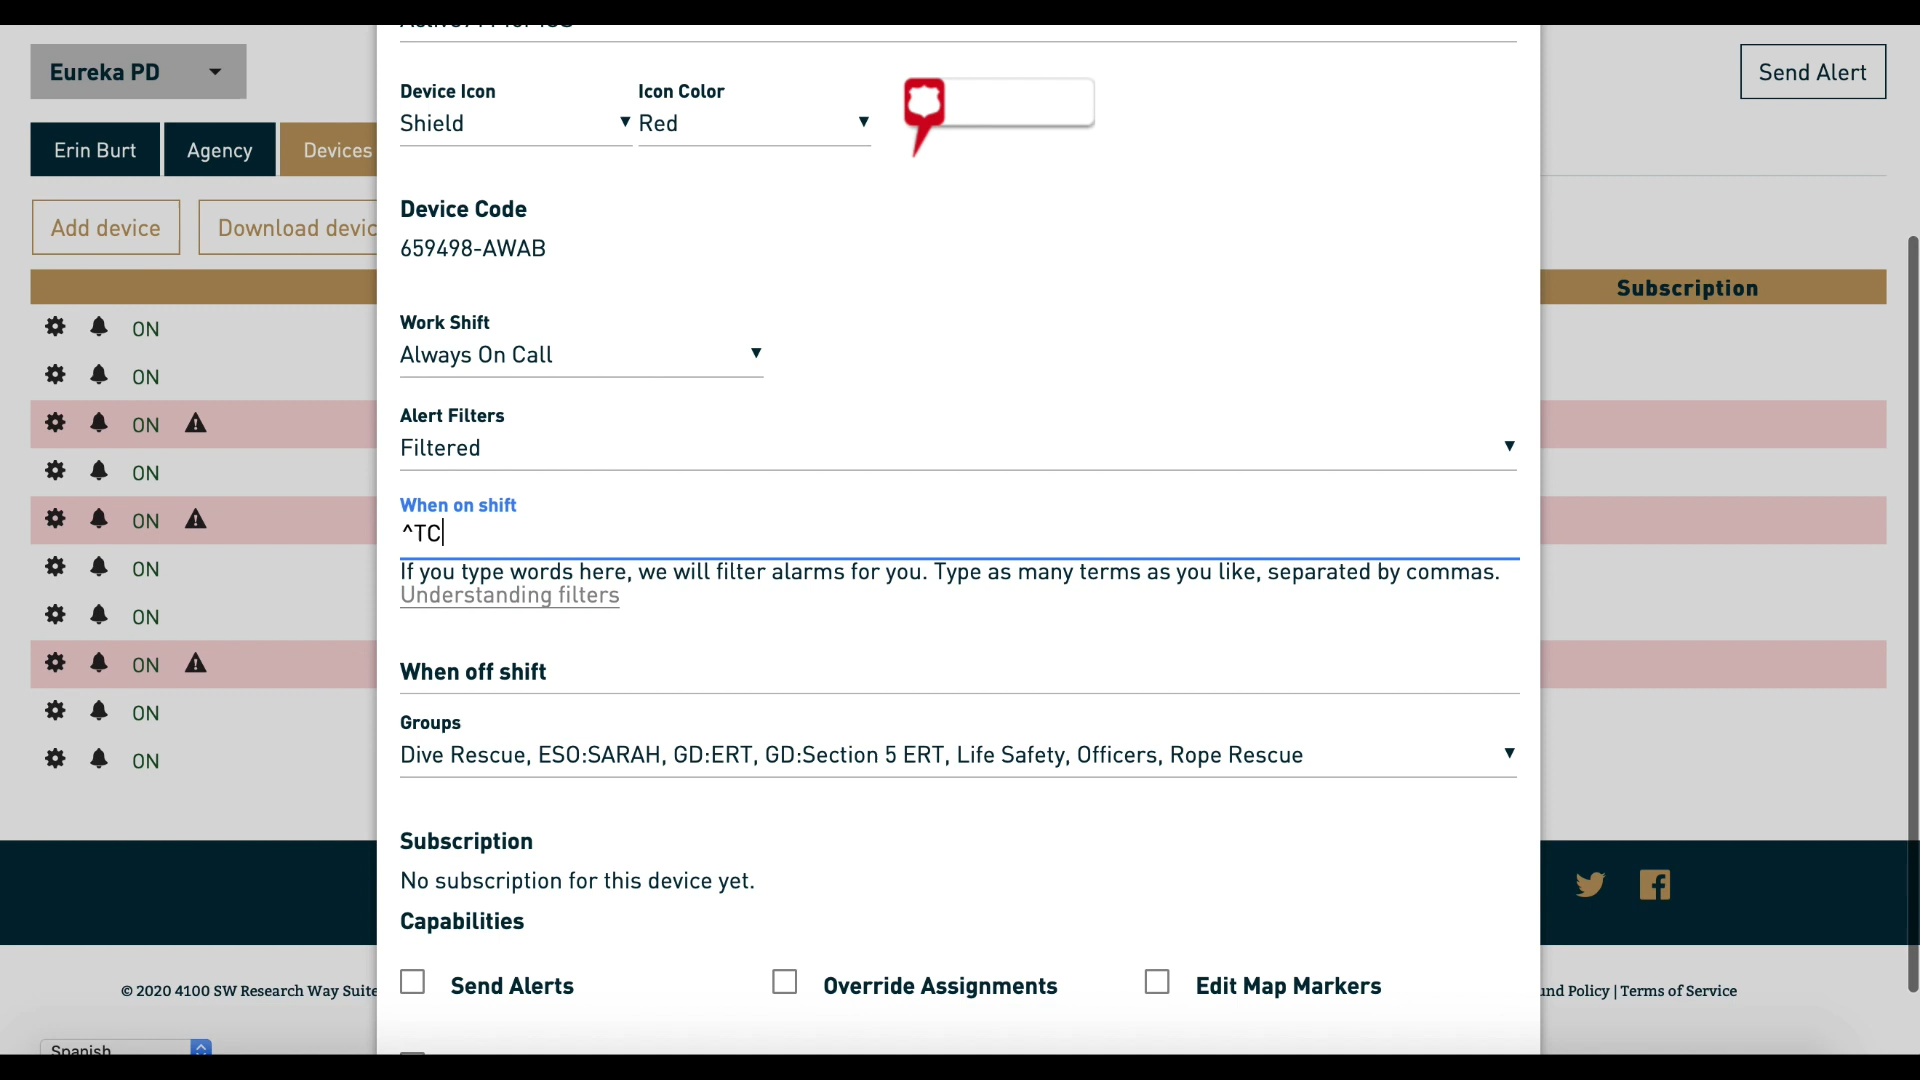 Eureka PD
Send Alert
Erin Burt
Agency
Devices
Add device
Download devic
Subscription
ON
ON
ON
ON
ON
ON
ON
ON
ON
ON
Device Icon
Icon Color
Shield
Red
Device Code
659498-AWAB
Work Shift
Always On Call
Alert Filters
Filtered
When on shift
^TC
If you type words here, we will filter alarms for you. Type as many terms as you like, separated by commas.
Understanding filters
When off shift
Groups
Dive Rescue, ESO:SARAH, GD:ERT, GD:Section 5 ERT, Life Safety, Officers, Rope Rescue
Subscription
No subscription for this device yet.
Capabilities
Send Alerts
Override Assignments
Edit Map Markers
© 2020 4100 SW Research Way Suite
und Policy | Terms of Service
Spanish